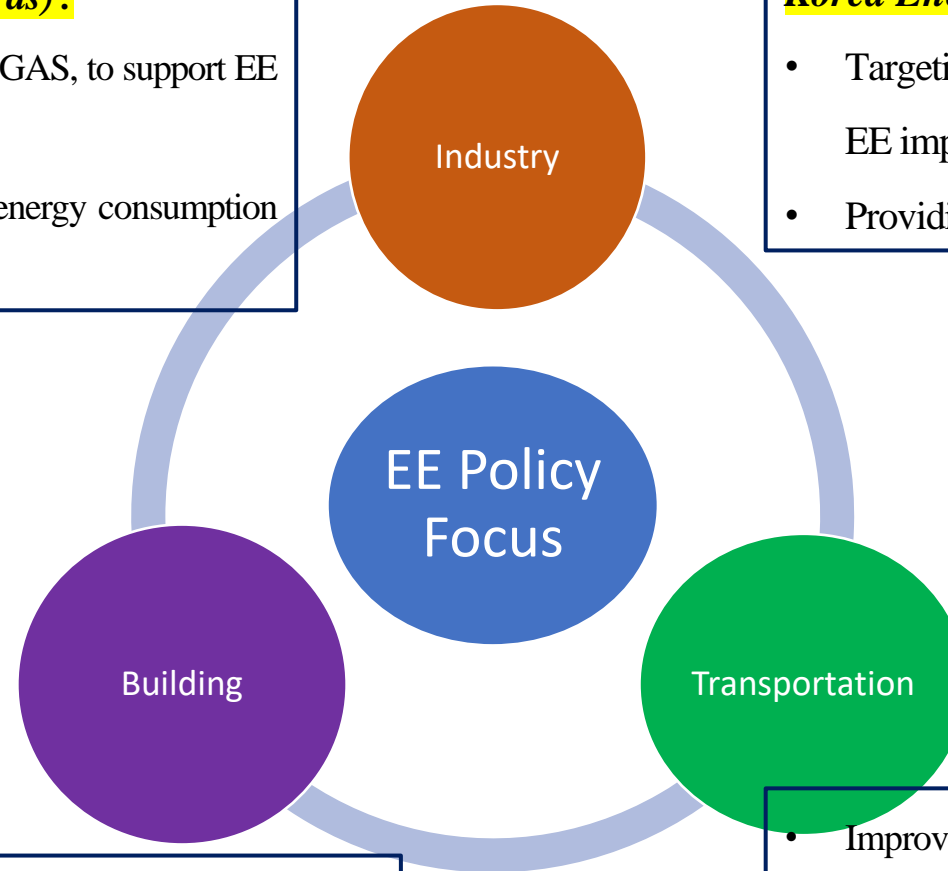 GAS, to support EE
energy consumption
Targeti
EE imp
Providi
Industry
EE Policy
Focus
Building
Transportation
Improv